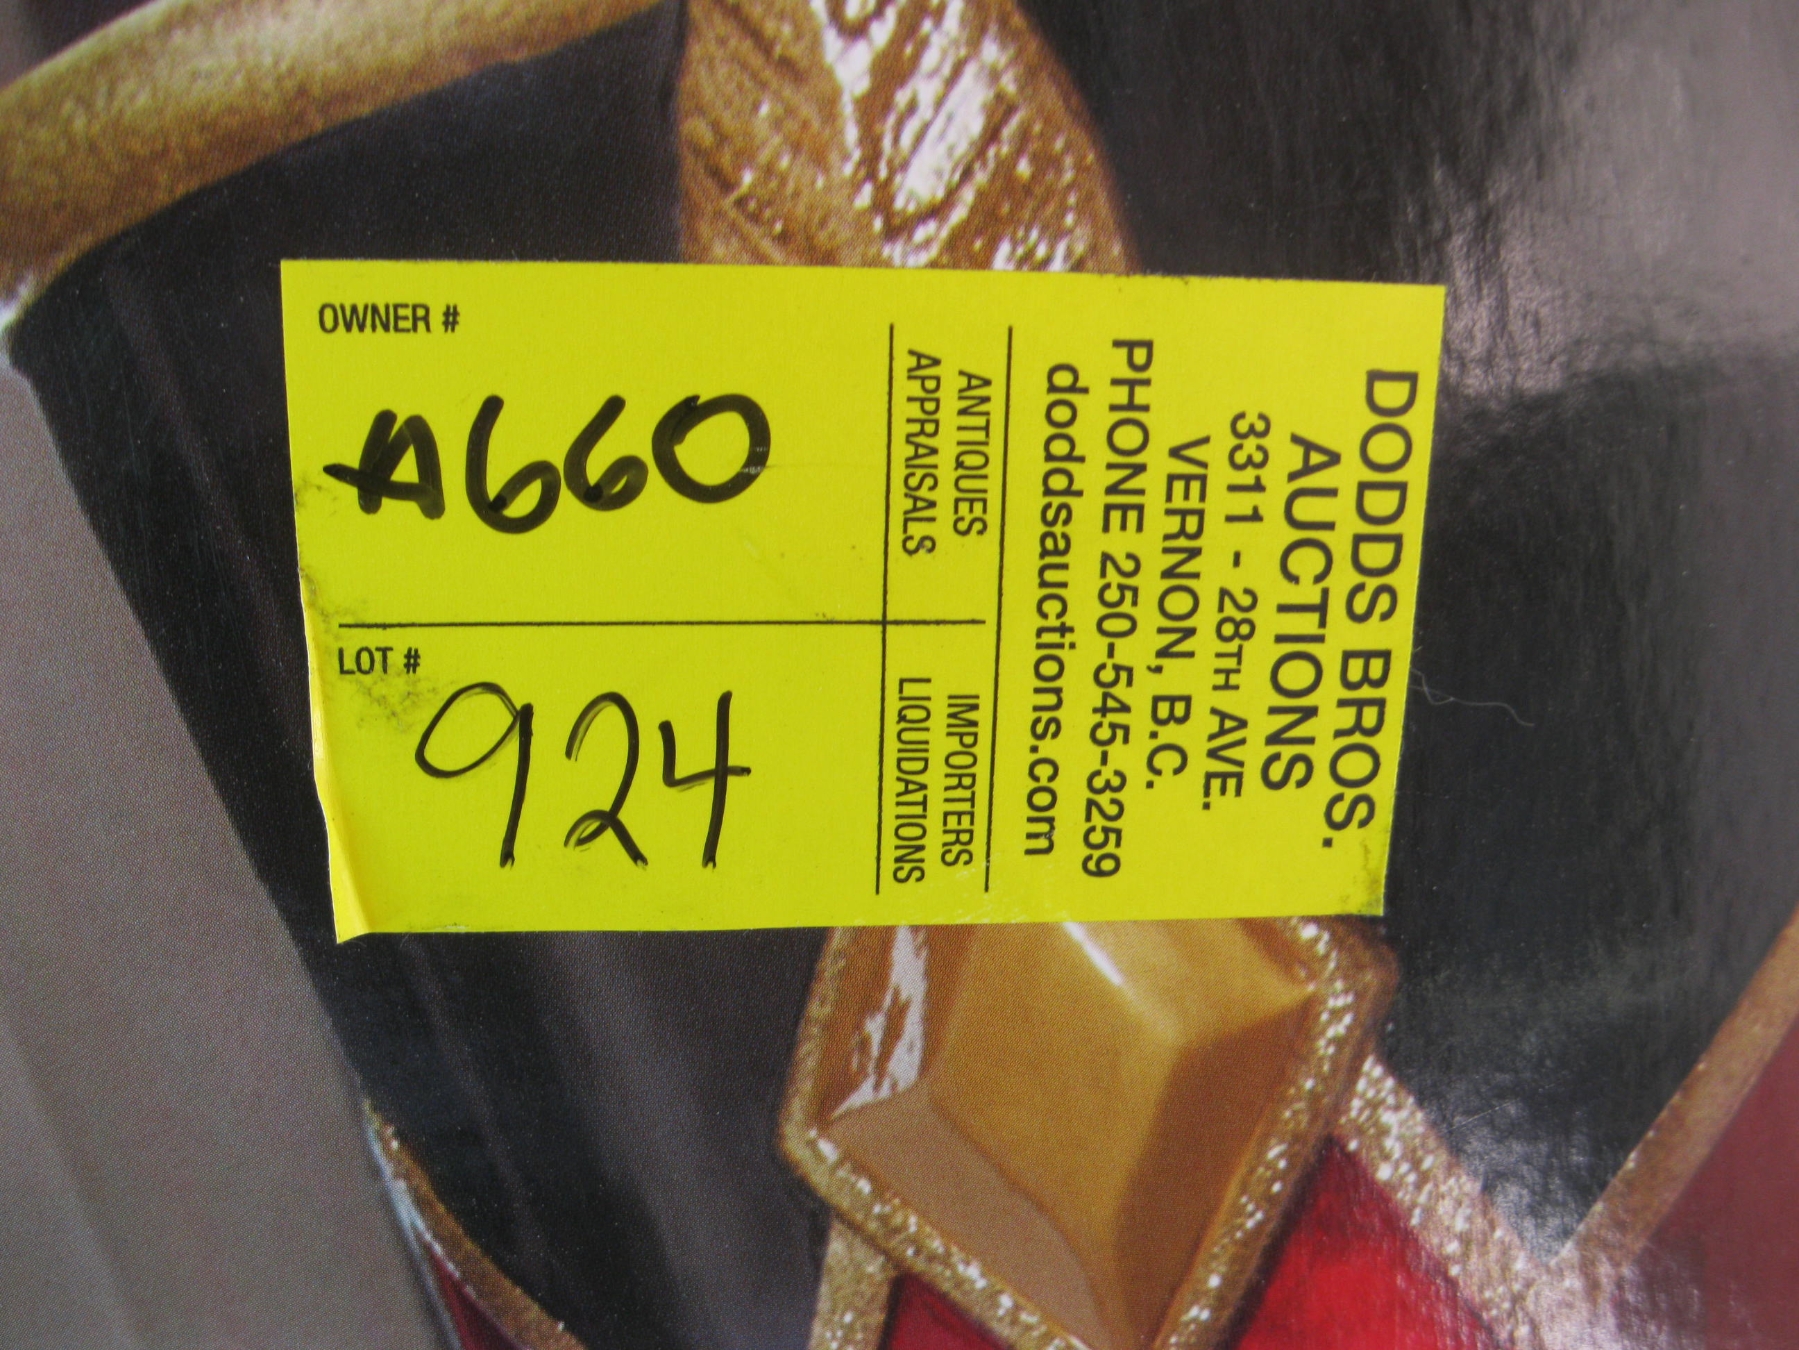 DODDS BROS.
AUCTIONS
3311 - 28TH AVE.
VERNON, B.C.
PHONE 250-545-3259
doddsauctions.com
ANTIQUES
APPRAISALS
IMPORTERS
LIQUIDATIONS
OWNER #
A660
LOT #
924